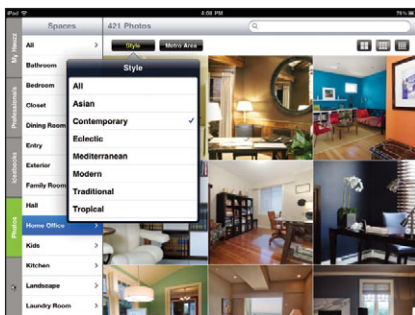 iPad
4:08 PM
76%
Spaces
421 Photos
Style
Metro Area
My Houzz
Professionals
Ideabooks
Photos
All
Bathroom
Bedroom
Closet
Dining Room
Entry
Exterior
Family Room
Hall
Home Office
Kids
Kitchen
Landscape
Laundry Room
Style
All
Asian
Contemporary
Eclectic
Mediterranean
Modern
Traditional
Tropical